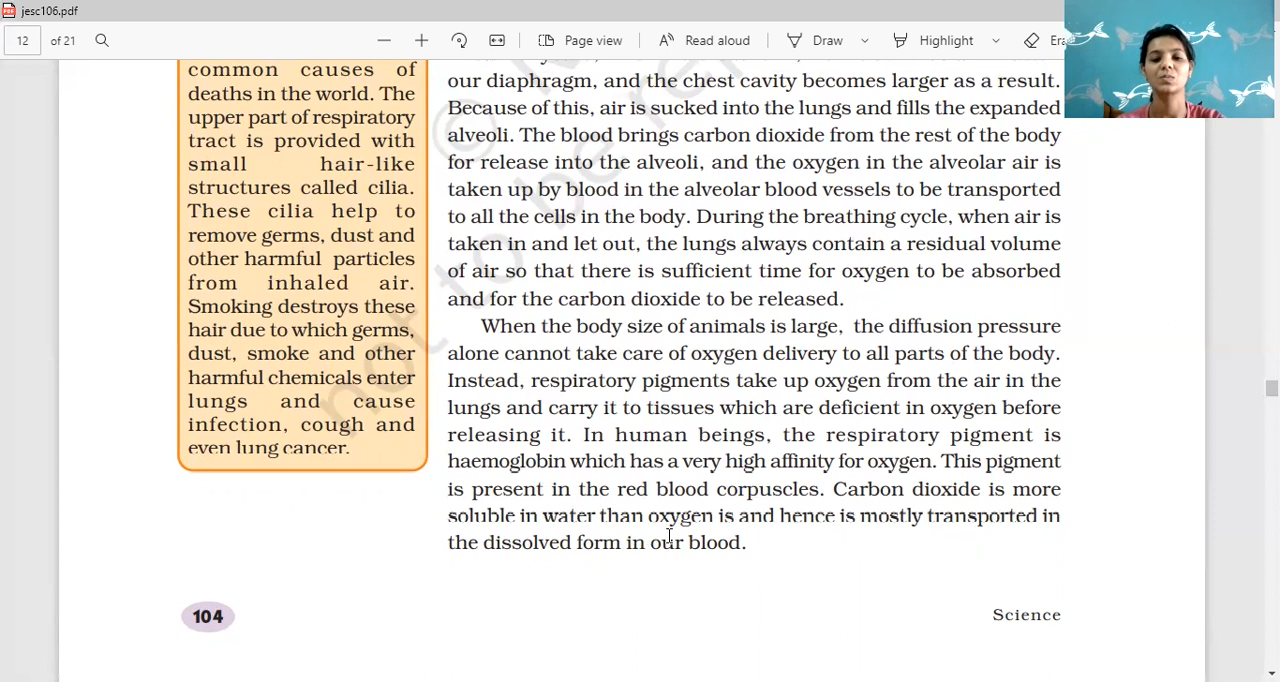 jesc106.pdf
12 of 21 Page view Read aloud Draw Highlight
common causes of
deaths in the world. The
upper part of respiratory
tract is provided with
small hair-like
structures called cilia.
These cilia help to
remove germs, dust and
other harmful particles
from inhaled air.
Smoking destroys these
hair due to which germs,
dust, smoke and other
harmful chemicals enter
lungs and cause
infection, cough and
even lung cancer.
our diaphragm, and the chest cavity becomes larger as a result.
Because of this, air is sucked into the lungs and fills the expanded
alveoli. The blood brings carbon dioxide from the rest of the body
for release into the alveoli, and the oxygen in the alveolar air is
taken up by blood in the alveolar blood vessels to be transported
to all the cells in the body. During the breathing cycle, when air is
taken in and let out, the lungs always contain a residual volume
of air so that there is sufficient time for oxygen to be absorbed
and for the carbon dioxide to be released.
When the body size of animals is large, the diffusion pressure
alone cannot take care of oxygen delivery to all parts of the body.
Instead, respiratory pigments take up oxygen from the air in the
lungs and carry it to tissues which are deficient in oxygen before
releasing it. In human beings, the respiratory pigment is
haemoglobin which has a very high affinity for oxygen. This pigment
is present in the red blood corpuscles. Carbon dioxide is more
soluble in water than oxygen is and hence is mostly transported in
the dissolved form in our blood.
104
Science
not to be re